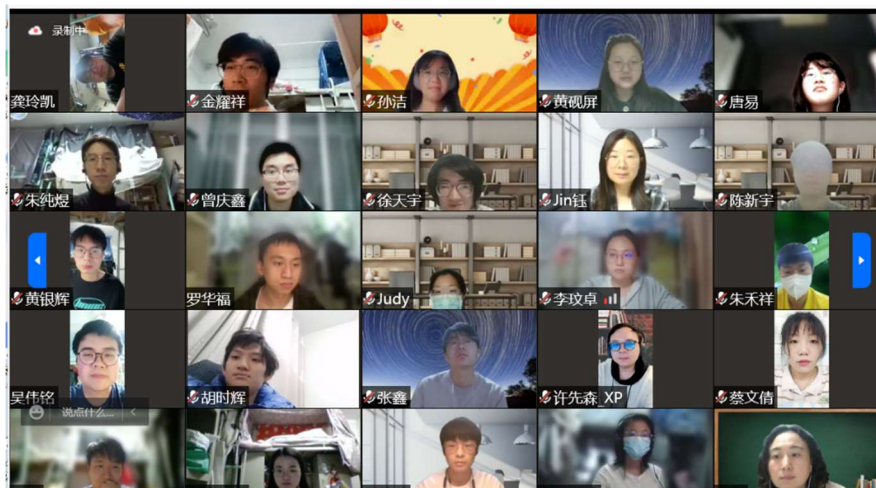 录制中
龚玲凯
金耀祥
孙洁
黄砚屏
唐易
朱纯煜
曾庆鑫
徐天宇
Jin钰
陈新宇
黄银辉
罗华福
Judy
李玟卓
朱禾祥
吴伟铭
胡时辉
张鑫
许先森_XP
蔡文倩
说点什么...